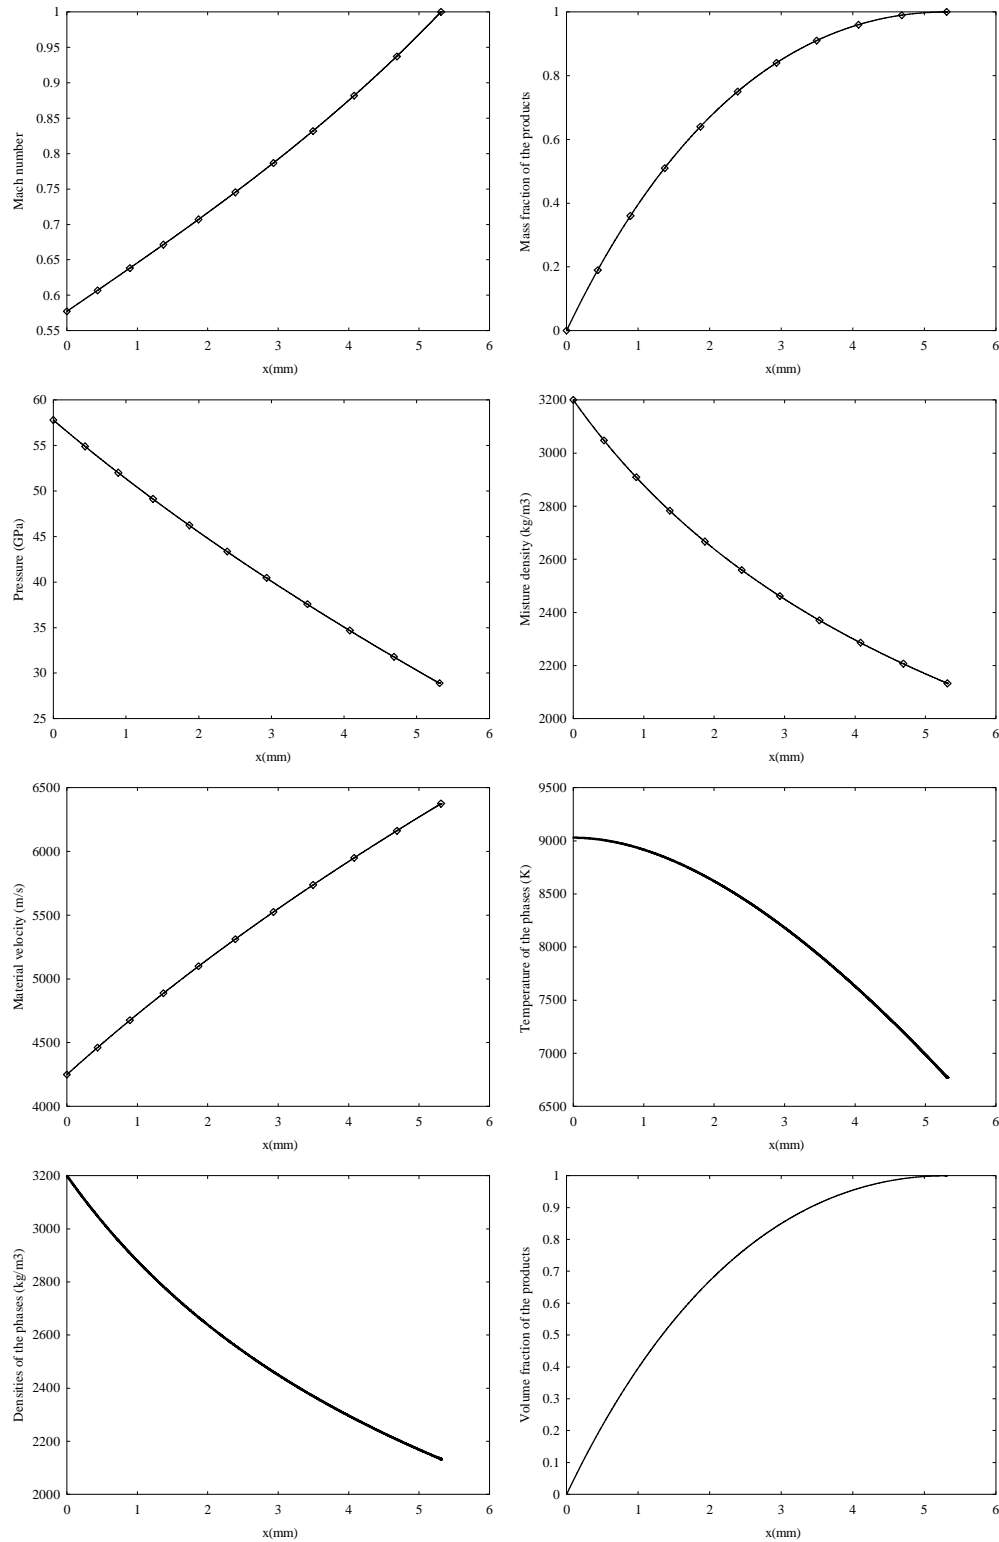 1
0.95
0.9
0.85
0.8
0.75
0.7
0.65
0.6
0.55
Mach number
0 1 2 3 4 5 6
x(mm)
1
0.8
0.6
0.4
0.2
0
Mass fraction of the products
0 1 2 3 4 5 6
x(mm)
60
55
50
45
40
35
30
25
Pressure (GPa)
0 1 2 3 4 5 6
x(mm)
3200
3000
2800
2600
2400
2200
2000
Misture density (kg/m3)
0 1 2 3 4 5 6
x(mm)
6500
6000
5500
5000
4500
4000
Material velocity (m/s)
0 1 2 3 4 5 6
x(mm)
9500
9000
8500
8000
7500
7000
6500
Temperature of the phases (K)
0 1 2 3 4 5 6
x(mm)
3200
3000
2800
2600
2400
2200
2000
Densities of the phases (kg/m3)
0 1 2 3 4 5 6
x(mm)
1
0.9
0.8
0.7
0.6
0.5
0.4
0.3
0.2
0.1
0
Volume fraction of the products
0 1 2 3 4 5 6
x(mm)